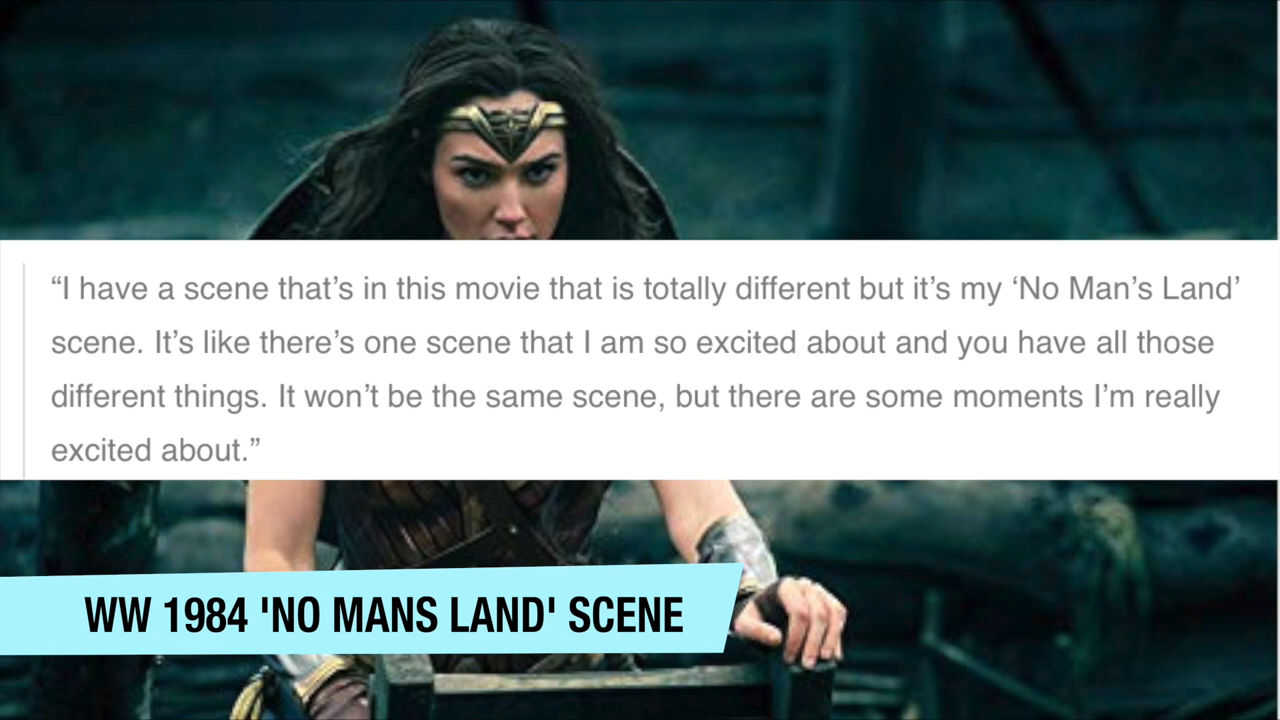 “I have a scene that’s in this movie that is totally different but it’s my ‘No Man’s Land’
scene. It’s like there’s one scene that I am so excited about and you have all those
different things. It won’t be the same scene, but there are some moments I’m really
excited about.”
WW 1984 'NO MANS LAND' SCENE